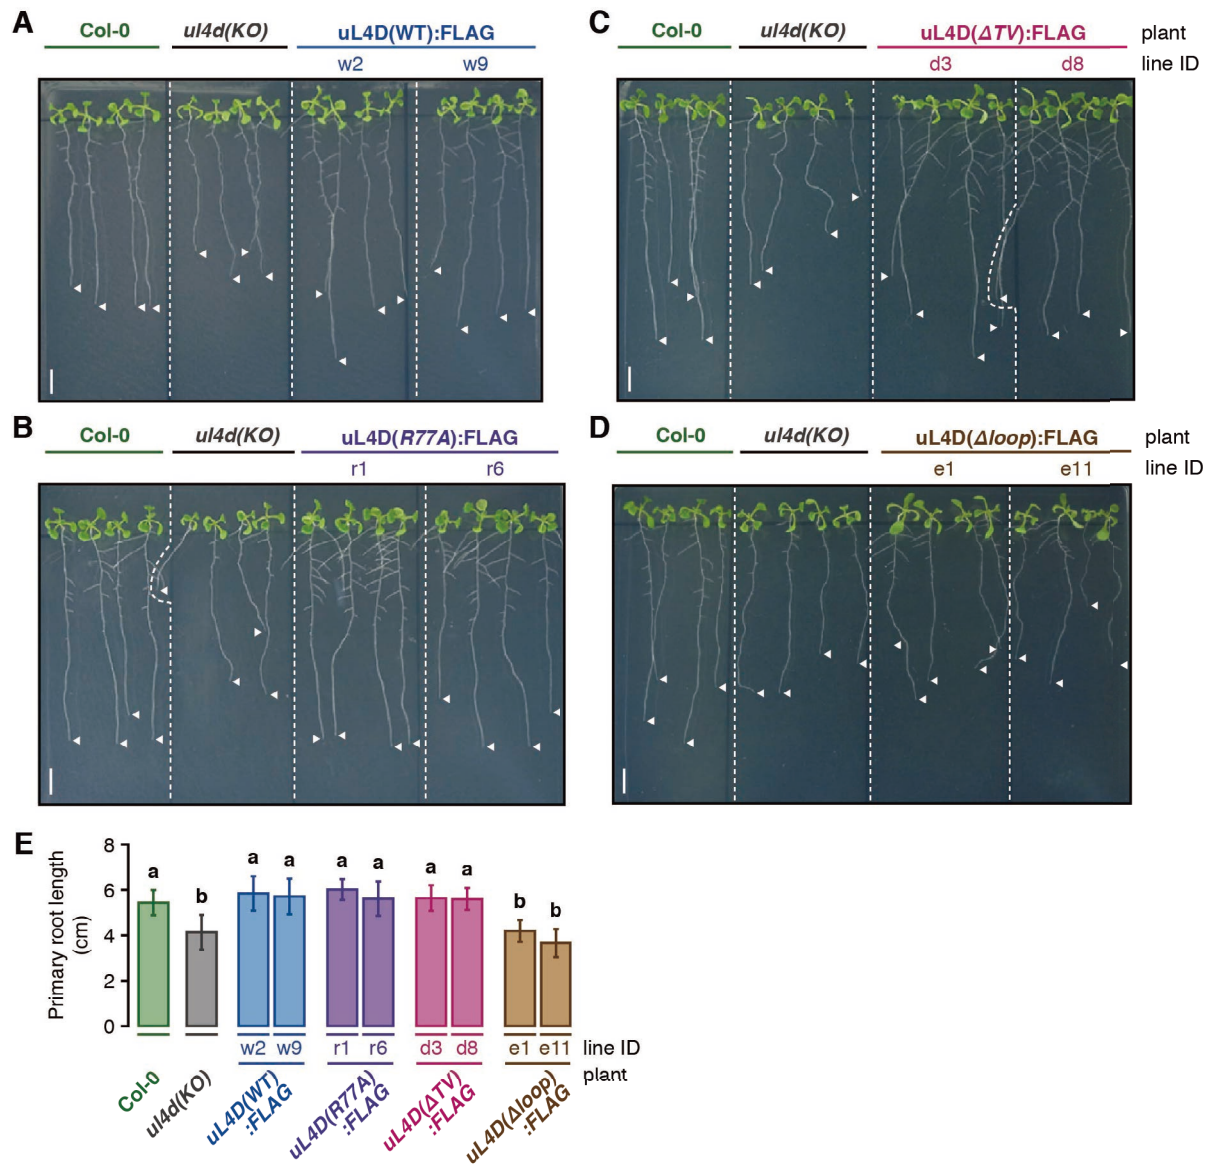 A
Col-0 ul4d(KO) uL4D(WT):FLAG
w2 w9
C
Col-0 ul4d(KO) uL4D(ΔTV):FLAG plant
d3 d8 line ID
B
Col-0 ul4d(KO) uL4D(R77A):FLAG
r1 r6
D
Col-0 ul4d(KO) uL4D(Δloop):FLAG plant
e1 e11 line ID
E
Primary root length
(cm)
8
6
4
2
0
a b a a a a a a b b
w2 w9 r1 r6 d3 d8 e1 e11 line ID
plant
Col-0
ul4d(KO)
uL4D(WT)
:FLAG
uL4D(R77A)
:FLAG
uL4D(ΔTV)
:FLAG
uL4D(Δloop)
:FLAG